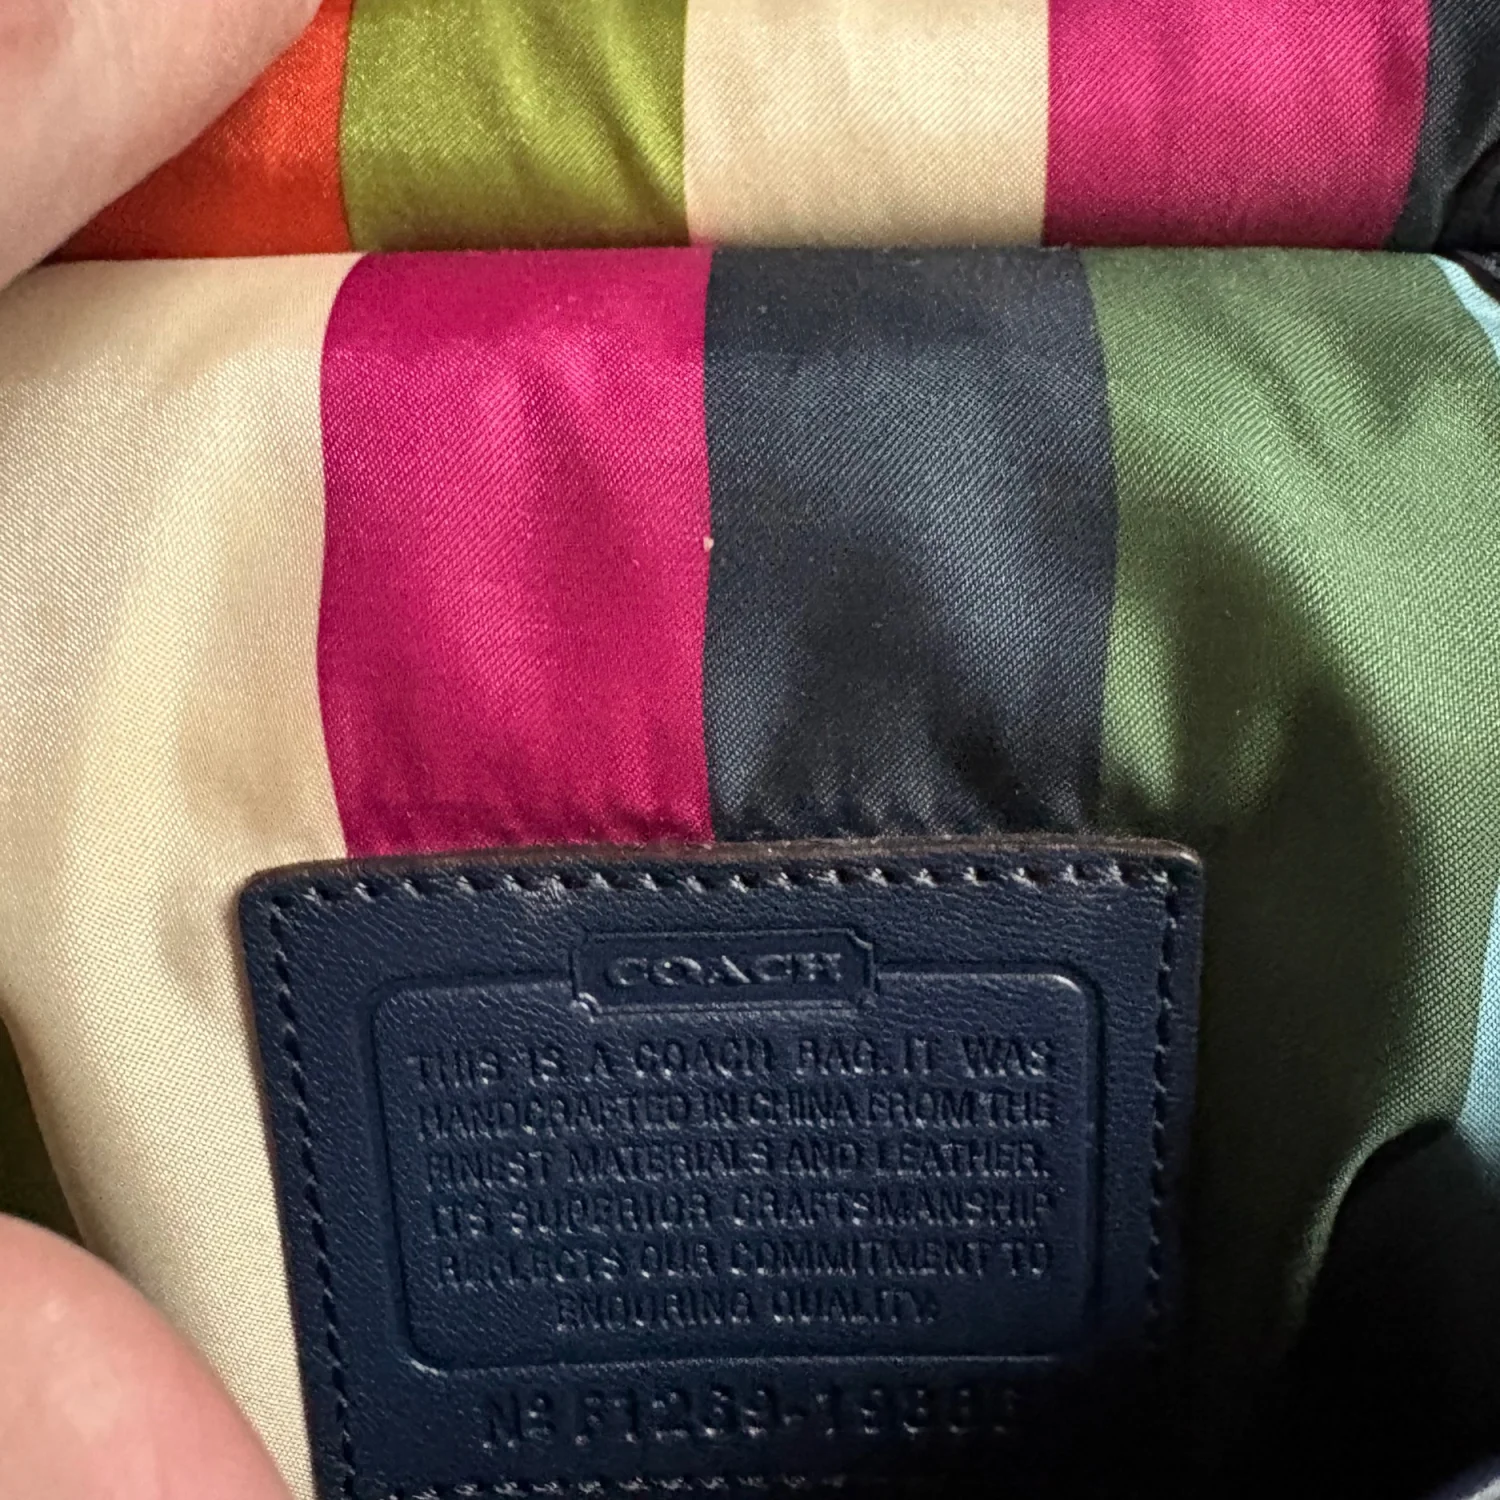 COACH
THIS IS A COACH BAG. IT WAS
HANDCRAFTED IN CHINA FROM THE
FINEST MATERIALS AND LEATHER.
ITS SUPERIOR CRAFTSMANSHIP
REFLECTS OUR COMMITMENT TO
ENDURING QUALITY.
Nº